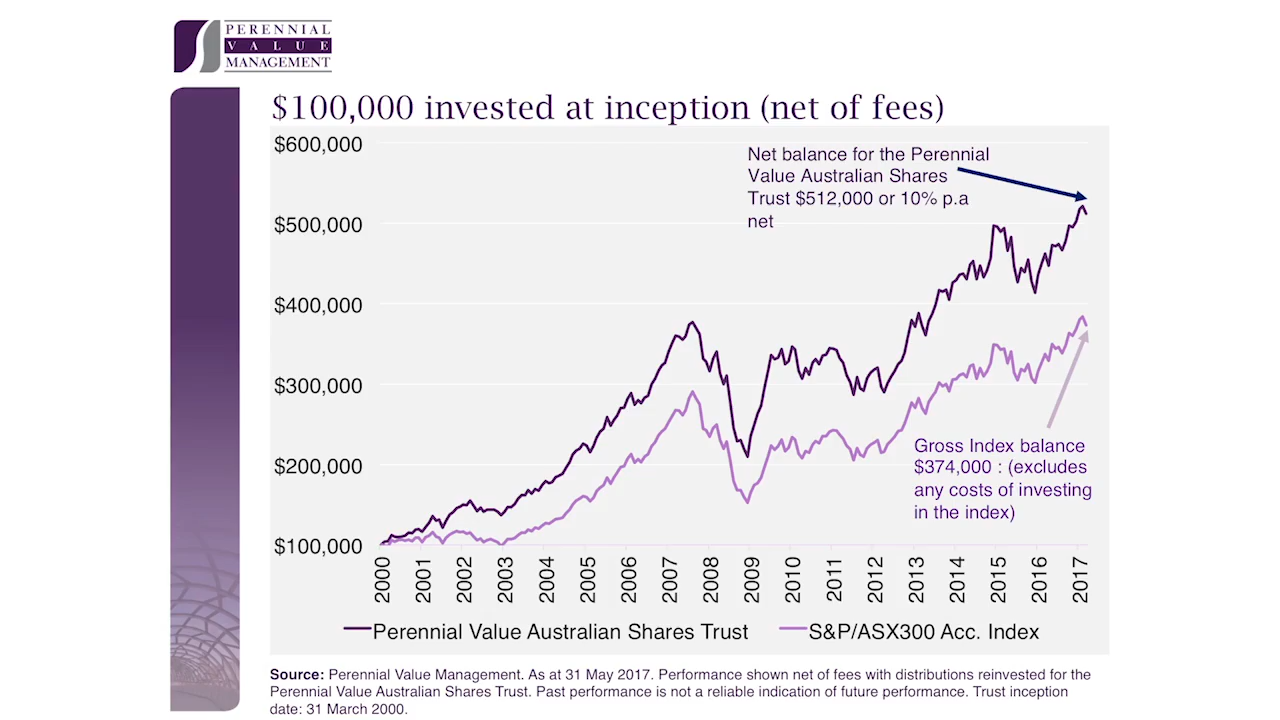 PERENNIAL
VALUE
MANAGEMENT
$100,000 invested at inception (net of fees)
$600,000
$500,000
$400,000
$300,000
$200,000
$100,000
Net balance for the Perennial
Value Australian Shares
Trust $512,000 or 10% p.a
net
Gross Index balance
$374,000 : (excludes
any costs of investing
in the index)
2000
2001
2002
2003
2004
2005
2006
2007
2008
2009
2010
2011
2012
2013
2014
2015
2016
2017
Perennial Value Australian Shares Trust
S&P/ASX300 Acc. Index
Source: Perennial Value Management. As at 31 May 2017. Performance shown net of fees with distributions reinvested for the
Perennial Value Australian Shares Trust. Past performance is not a reliable indication of future performance. Trust inception
date: 31 March 2000.